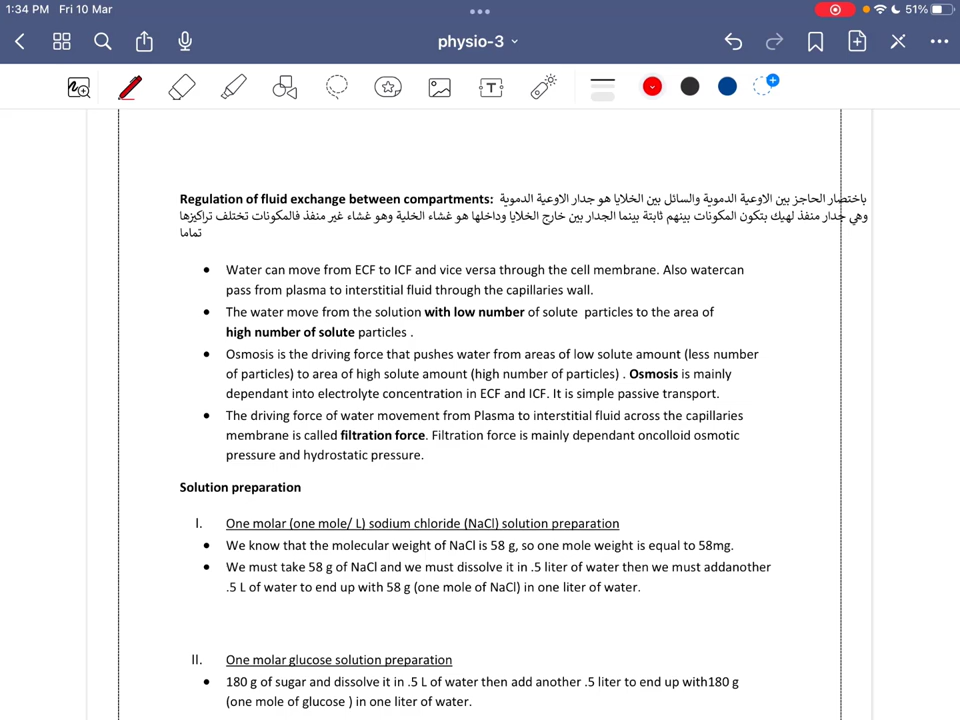 1:34 PM Fri 10 Mar
51%
physio-3
T
Regulation of fluid exchange between compartments: باختصار الحاجز بين الاوعية الدموية والسائل بين الخلايا هو جدار الاوعية الدموية
وهي جدار منفذ لهيك بتكون المكونات بينهم ثابتة بينما الجدار بين خارج الخلايا وداخلها هو غشاء الخلية وهو غشاء غير منفذ فالمكونات تختلف تراكيزها
تماما
• Water can move from ECF to ICF and vice versa through the cell membrane. Also watercan
pass from plasma to interstitial fluid through the capillaries wall.
• The water move from the solution with low number of solute particles to the area of
high number of solute particles .
• Osmosis is the driving force that pushes water from areas of low solute amount (less number
of particles) to area of high solute amount (high number of particles) . Osmosis is mainly
dependant into electrolyte concentration in ECF and ICF. It is simple passive transport.
• The driving force of water movement from Plasma to interstitial fluid across the capillaries
membrane is called filtration force. Filtration force is mainly dependant oncolloid osmotic
pressure and hydrostatic pressure.
Solution preparation
I. One molar (one mole/ L) sodium chloride (NaCl) solution preparation
• We know that the molecular weight of NaCl is 58 g, so one mole weight is equal to 58mg.
• We must take 58 g of NaCl and we must dissolve it in .5 liter of water then we must addanother
.5 L of water to end up with 58 g (one mole of NaCl) in one liter of water.
II. One molar glucose solution preparation
• 180 g of sugar and dissolve it in .5 L of water then add another .5 liter to end up with180 g
(one mole of glucose ) in one liter of water.